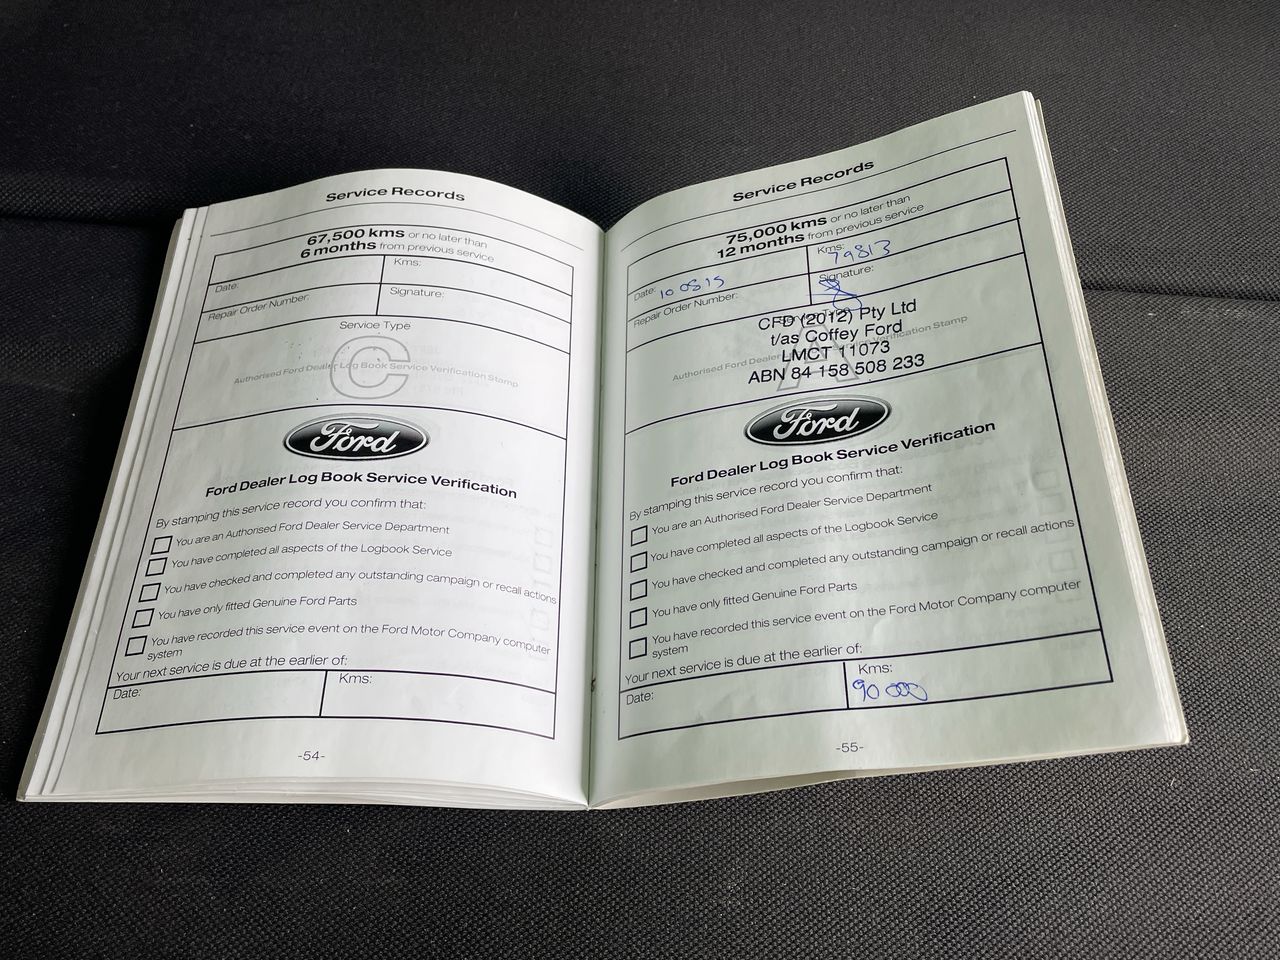 Service Records
67,500 kms or no later than
6 months from previous service
Date:
Kms:
Repair Order Number:
Signature:
Service Type
C
Authorised Ford Dealer Log Book Service Verification Stamp
Ford
Ford Dealer Log Book Service Verification
By stamping this service record you confirm that:
You are an Authorised Ford Dealer Service Department
You have completed all aspects of the Logbook Service
You have checked and completed any outstanding campaign or recall actions
You have only fitted Genuine Ford Parts
You have recorded this service event on the Ford Motor Company computer
system
Your next service is due at the earlier of:
Date:
Kms:
-54-
Service Records
75,000 kms or no later than
12 months from previous service
Date: 10 08 15
Kms: 79813
Repair Order Number:
Signature:
Service Type
CFD (2012) Pty Ltd
t/as Coffey Ford
LMCT 11073
ABN 84 158 508 233
A
Authorised Ford Dealer Service Verification Stamp
Ford
Ford Dealer Log Book Service Verification
By stamping this service record you confirm that:
You are an Authorised Ford Dealer Service Department
You have completed all aspects of the Logbook Service
You have checked and completed any outstanding campaign or recall actions
You have only fitted Genuine Ford Parts
You have recorded this service event on the Ford Motor Company computer
system
Your next service is due at the earlier of:
Date:
Kms:
90 000
-55-